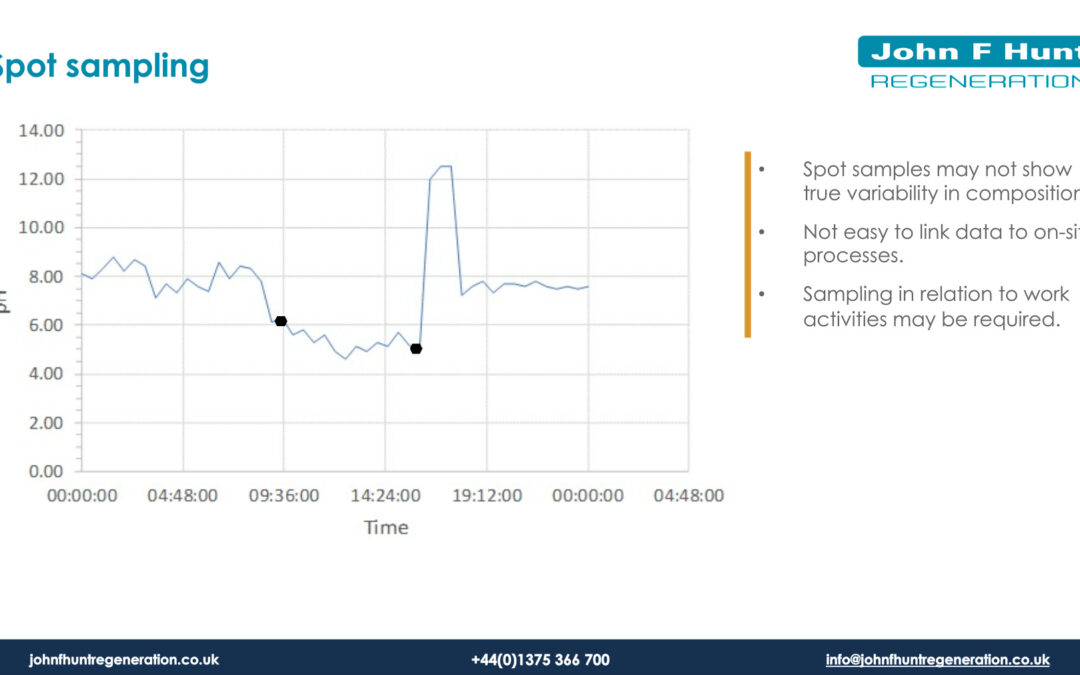 Spot sampling
John F Hunt
REGENERATION
14.00
12.00
10.00
8.00
6.00
4.00
2.00
0.00
pH
00:00:00 04:48:00 09:36:00 14:24:00 19:12:00 00:00:00 04:48:00
Time
• Spot samples may not show
true variability in composition
• Not easy to link data to on-sit
processes.
• Sampling in relation to work
activities may be required.
johnfhuntregeneration.co.uk
+44(0)1375 366 700
info@johnfhuntregeneration.co.uk